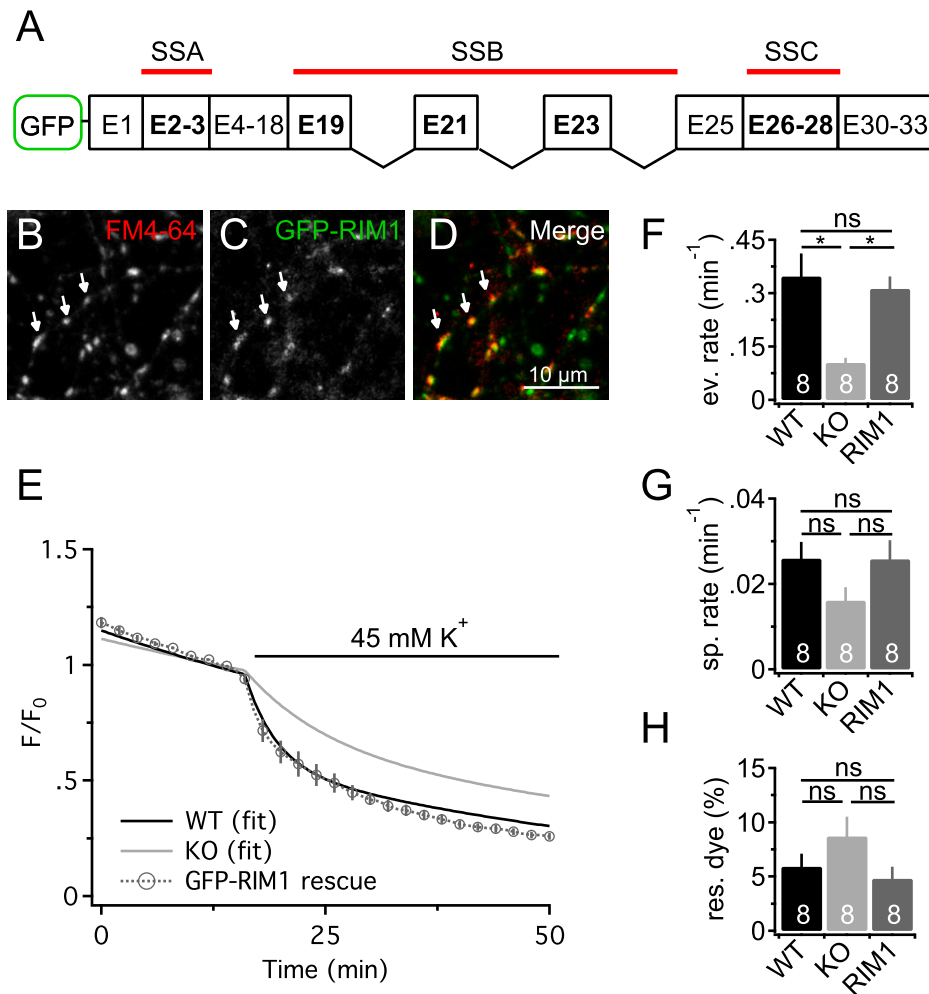 A
SSA SSB SSC
GFP E1 E2-3 E4-18 E19 E21 E23 E25 E26-28 E30-33
B FM4-64
C GFP-RIM1
D Merge
10 µm
E
1.5
1
.5
0
F/F0
45 mM K+
WT (fit)
KO (fit)
GFP-RIM1 rescue
0 25 50
Time (min)
F
ns
* *
.45
.3
.15
0
ev. rate (min-1)
8 8 8
WT KO RIM1
G
ns
ns ns
.04
.02
0
sp. rate (min-1)
8 8 8
WT KO RIM1
H
ns
ns ns
15
10
5
0
res. dye (%)
8 8 8
WT KO RIM1